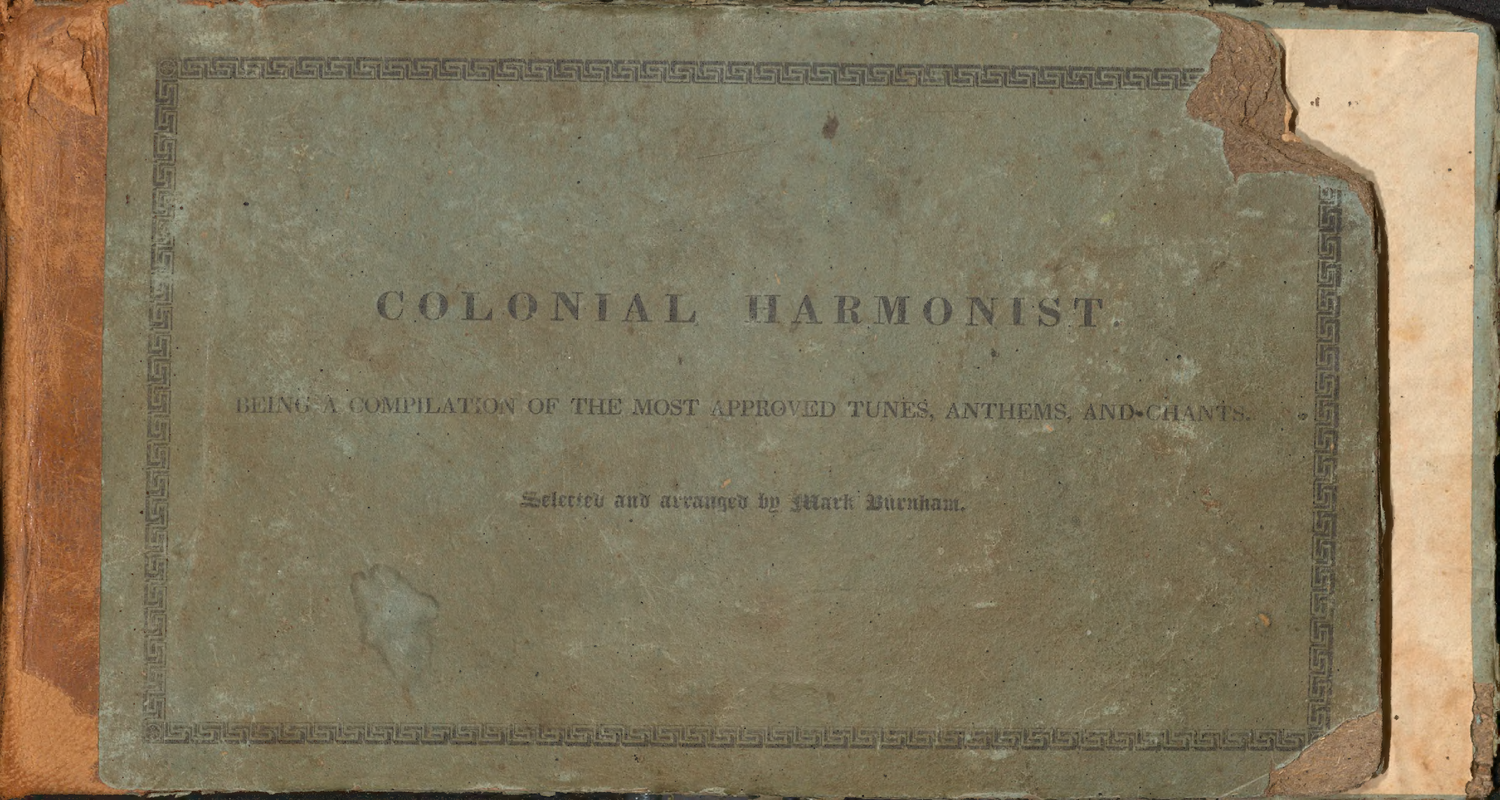 COLONIAL HARMONIST
BEING A COMPILATION OF THE MOST APPROVED TUNES, ANTHEMS, AND CHANTS.
Selected and arranged by Mark Burnham.